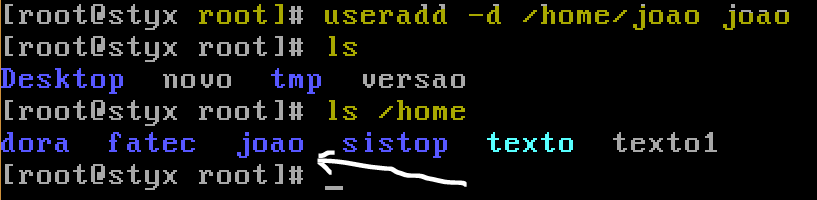 [root@styx root]# useradd -d /home/joao joao
[root@styx root]# ls
Desktop  novo  tmp  versao
[root@styx root]# ls /home
dora  fatec  joao  sistop  texto  texto1
[root@styx root]# _